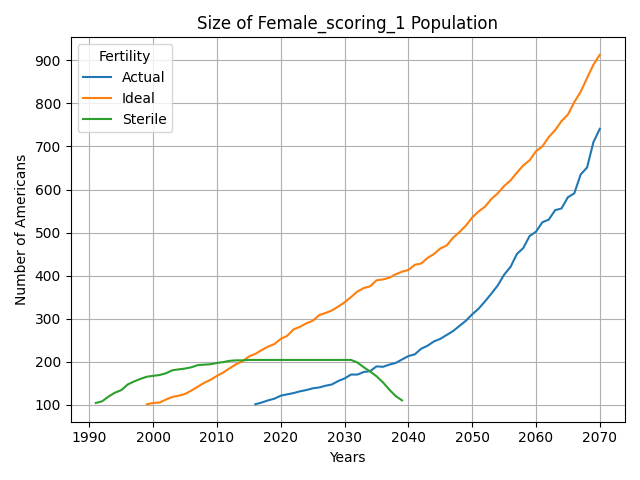 Size of Female_scoring_1 Population
Fertility
Actual
Ideal
Sterile
Number of Americans
900
800
700
600
500
400
300
200
100
1990 2000 2010 2020 2030 2040 2050 2060 2070
Years